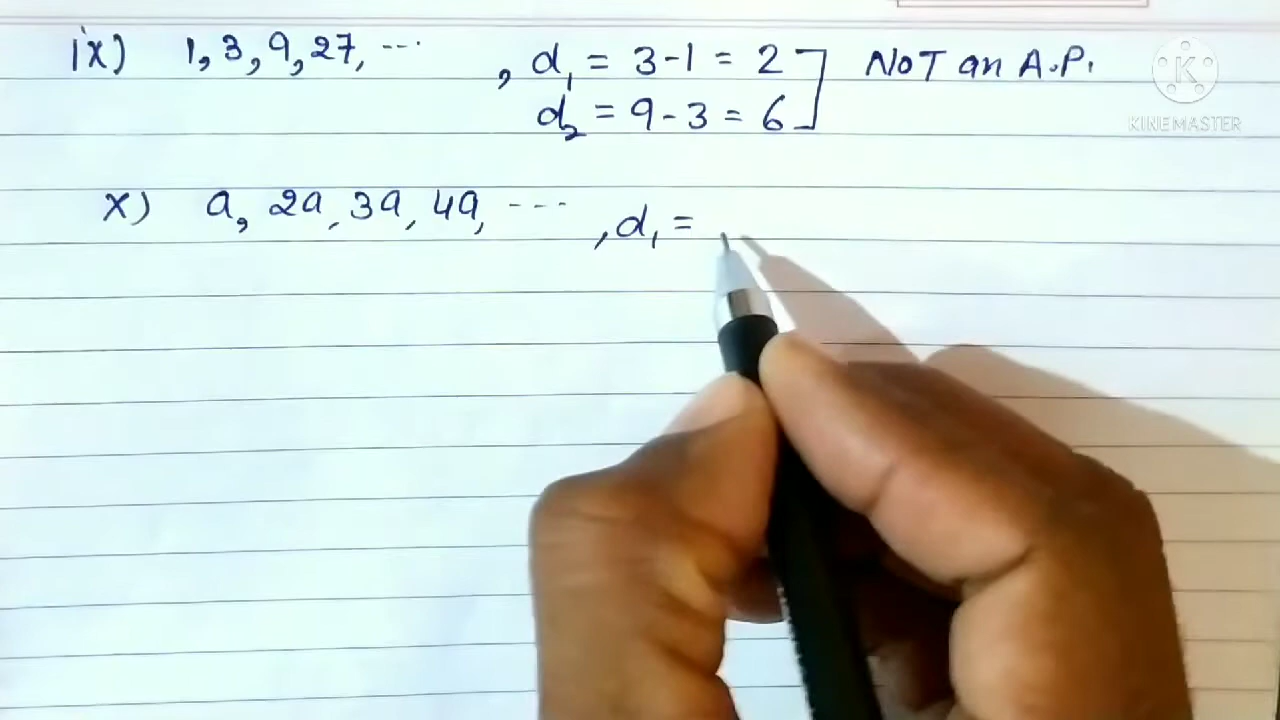 ix) 1, 3, 9, 27, ... , d₁ = 3-1 = 2 ] NOT an A.P.
d₂ = 9 - 3 = 6
K
KINEMASTER
x) a, 2a, 3a, 4a, --- , d₁ =